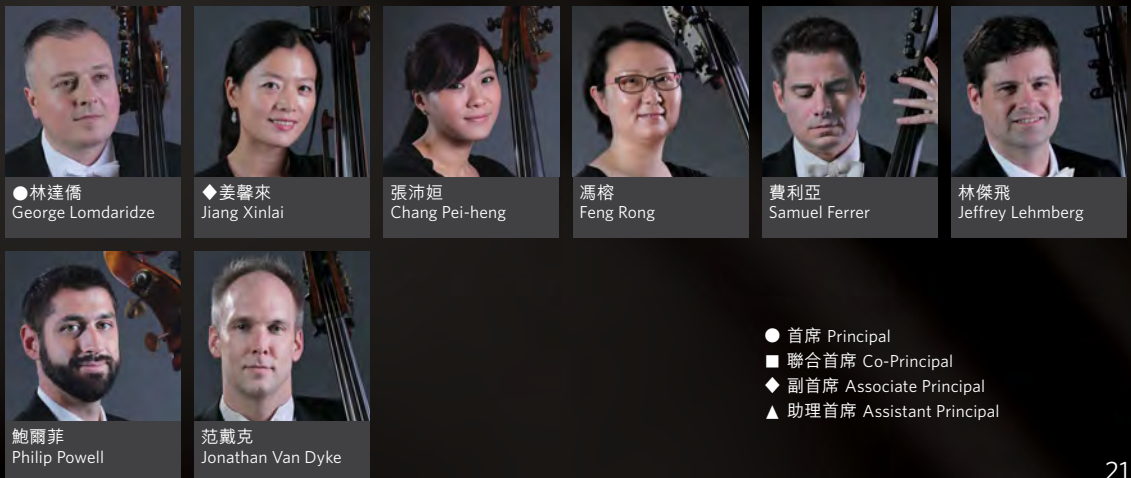 ●林達僑
George Lomdaridze
◆姜馨來
Jiang Xinlai
張沛姮
Chang Pei-heng
馮榕
Feng Rong
費利亞
Samuel Ferrer
林傑飛
Jeffrey Lehmberg
鮑爾菲
Philip Powell
范戴克
Jonathan Van Dyke
● 首席 Principal
■ 聯合首席 Co-Principal
◆ 副首席 Associate Principal
▲ 助理首席 Assistant Principal
21